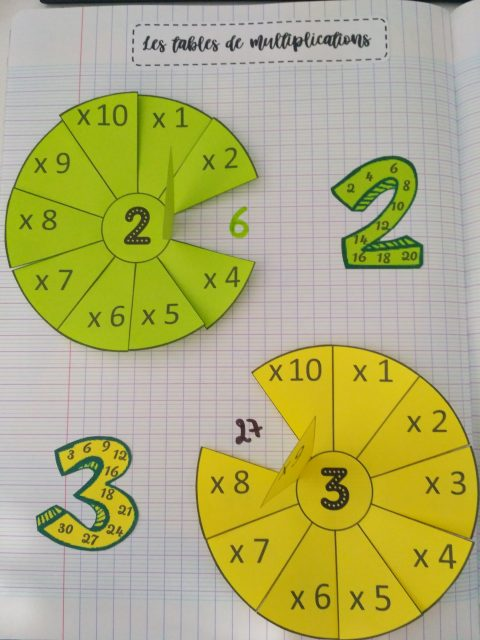 Les tables de multiplications
x 10
x 1
x 2
x 9
x 8
x 7
x 6
x 5
x 4
2
6
2 4 6 8
10
12
14
16 18 20
x 10
x 1
x 2
x 3
x 4
x 5
x 6
x 7
x 8
3
27
3 6 9 12
16
18
21
24
27
30